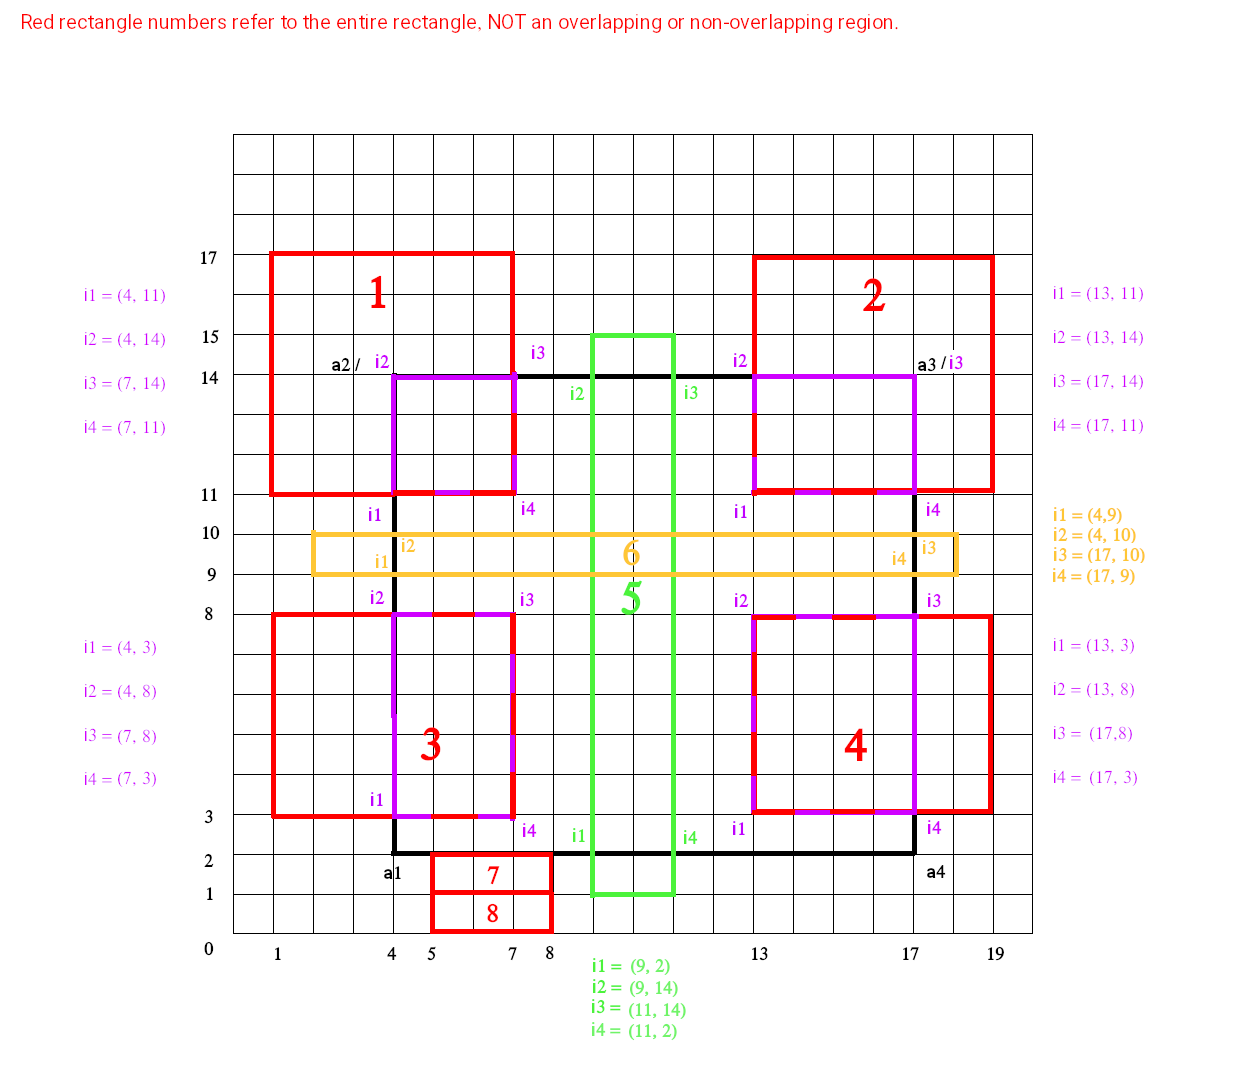 Red rectangle numbers refer to the entire rectangle, NOT an overlapping or non-overlapping region.
17
1
2
i1 = (4, 11)
i1 = (13, 11)
15
i2 = (4, 14)
i2 = (13, 14)
i3
a2 / i2
i2
a3 / i3
14
i3 = (7, 14)
i3 = (17, 14)
i2
i3
i4 = (7, 11)
i4 = (17, 11)
11
i1
i4
i1
i4
i1 = (4,9)
10
i2 = (4, 10)
i2
6
i3
i3 = (17, 10)
i1
i4
9
i4 = (17, 9)
i2
i3
5
i2
i3
8
i1 = (4, 3)
i1 = (13, 3)
i2 = (4, 8)
i2 = (13, 8)
i3 = (7, 8)
3
4
i3 = (17,8)
i4 = (7, 3)
i4 = (17, 3)
i1
3
i4
i1
i4
i1
i4
2
a1
7
a4
1
8
0
1
4
5
7
8
13
17
19
i1 = (9, 2)
i2 = (9, 14)
i3 = (11, 14)
i4 = (11, 2)